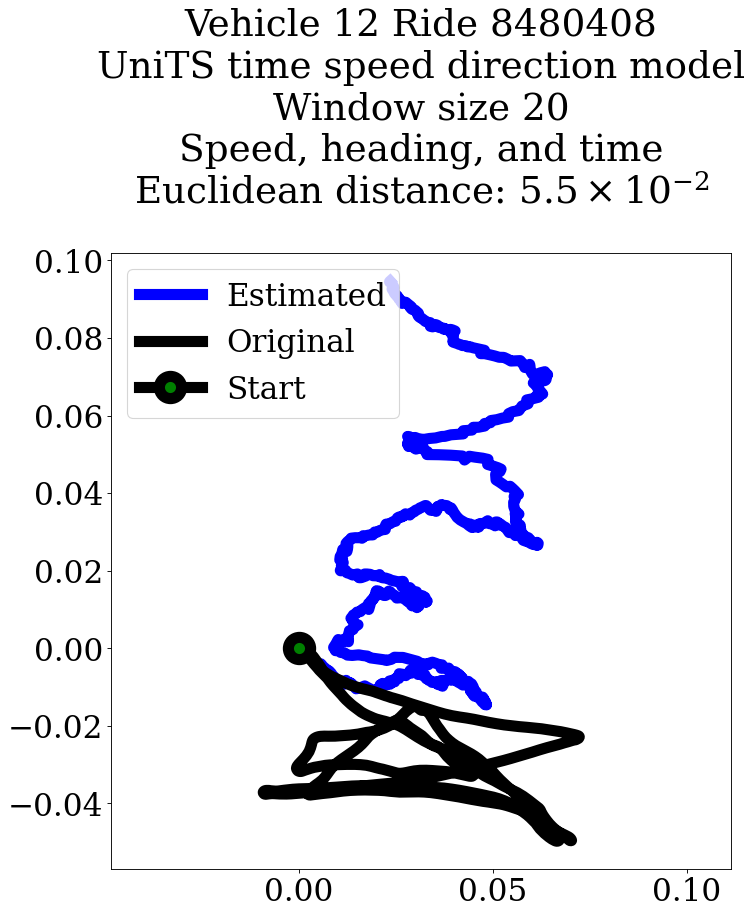 Vehicle 12 Ride 8480408
UniTS time speed direction model
Window size 20
Speed, heading, and time
Euclidean distance: 5.5 × 10⁻²
0.10
0.08
0.06
0.04
0.02
0.00
−0.02
−0.04
Estimated
Original
Start
0.00 0.05 0.10